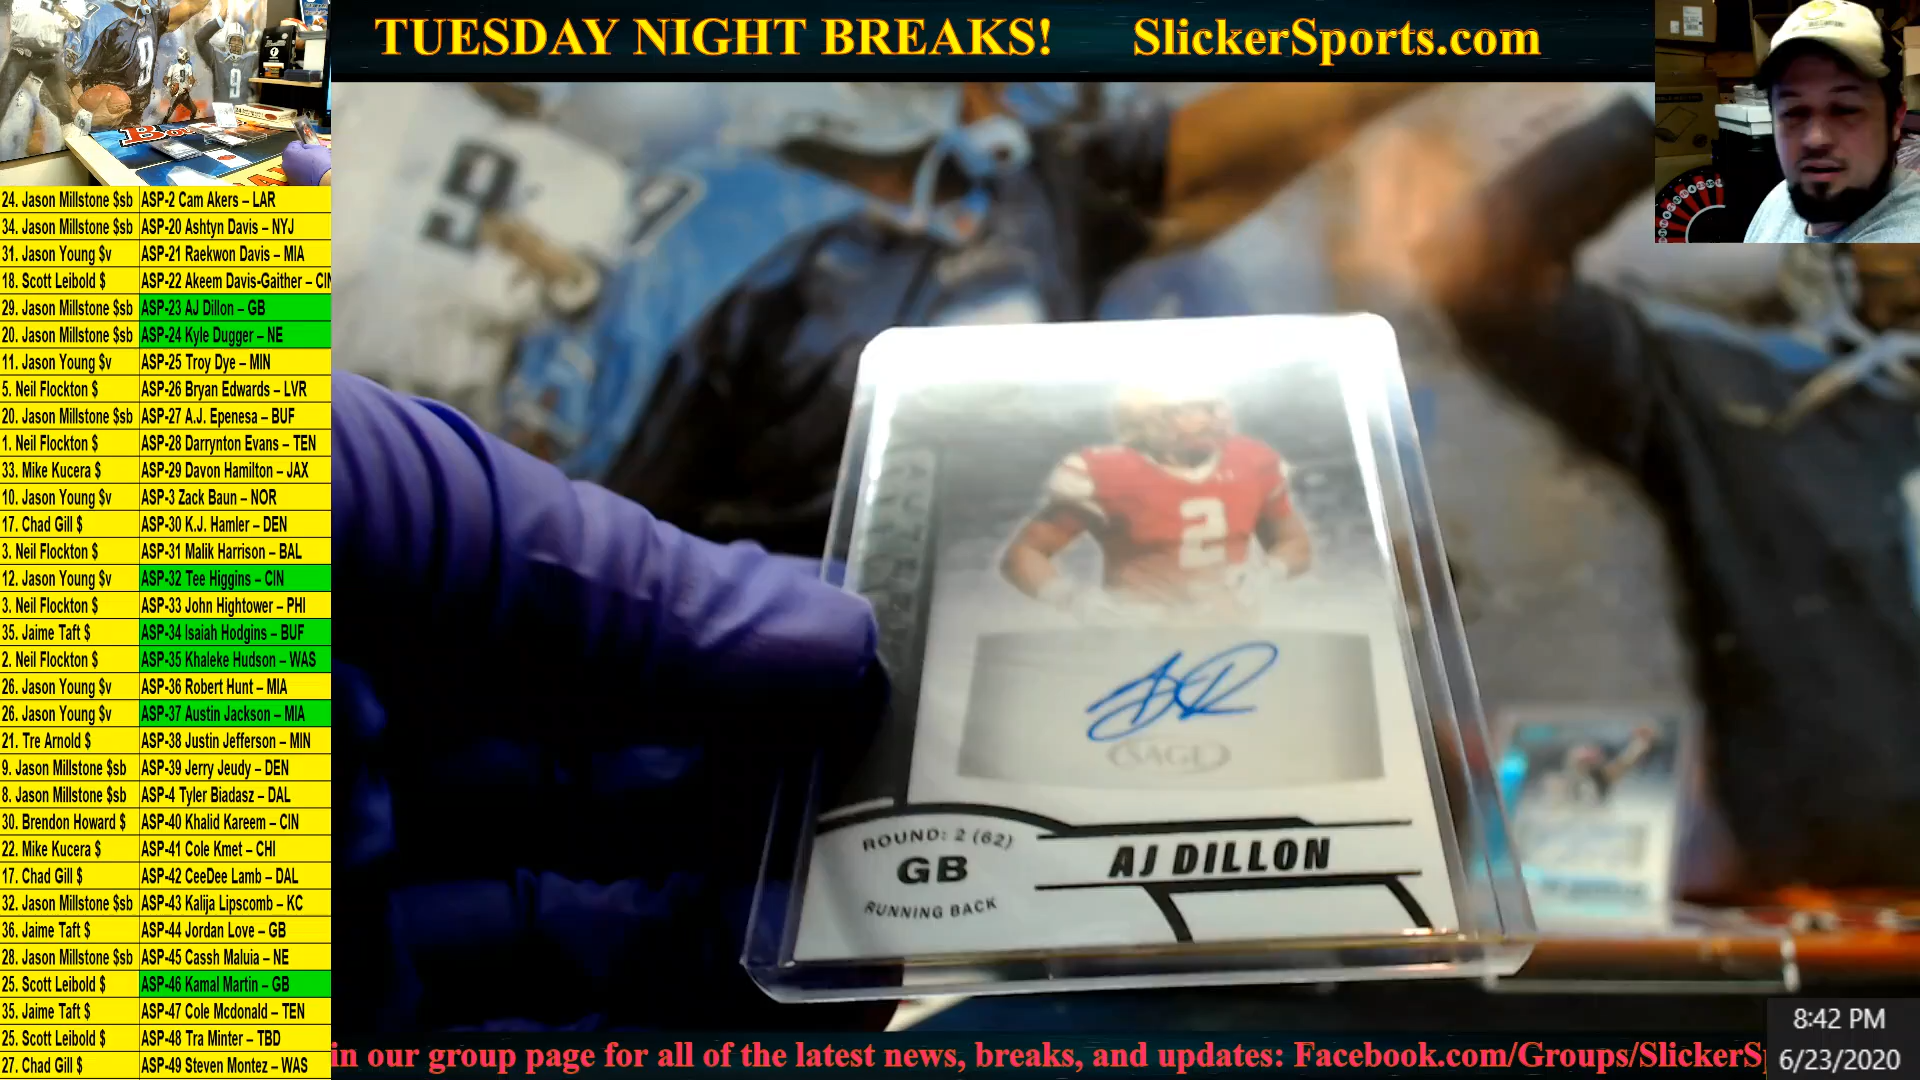 TUESDAY NIGHT BREAKS! SlickerSports.com
24. Jason Millstone $sb ASP-2 Cam Akers – LAR
34. Jason Millstone $sb ASP-20 Ashtyn Davis – NYJ
31. Jason Young $v ASP-21 Raekwon Davis – MIA
18. Scott Leibold $ ASP-22 Akeem Davis-Gaither – CIN
29. Jason Millstone $sb ASP-23 AJ Dillon – GB
20. Jason Millstone $sb ASP-24 Kyle Dugger – NE
11. Jason Young $v ASP-25 Troy Dye – MIN
5. Neil Flockton $ ASP-26 Bryan Edwards – LVR
20. Jason Millstone $sb ASP-27 A.J. Epenesa – BUF
1. Neil Flockton $ ASP-28 Darrynton Evans – TEN
33. Mike Kucera $ ASP-29 Davon Hamilton – JAX
10. Jason Young $v ASP-3 Zack Baun – NOR
17. Chad Gill $ ASP-30 K.J. Hamler – DEN
3. Neil Flockton $ ASP-31 Malik Harrison – BAL
12. Jason Young $v ASP-32 Tee Higgins – CIN
3. Neil Flockton $ ASP-33 John Hightower – PHI
35. Jaime Taft $ ASP-34 Isaiah Hodgins – BUF
2. Neil Flockton $ ASP-35 Khaleke Hudson – WAS
26. Jason Young $v ASP-36 Robert Hunt – MIA
26. Jason Young $v ASP-37 Austin Jackson – MIA
21. Tre Arnold $ ASP-38 Justin Jefferson – MIN
9. Jason Millstone $sb ASP-39 Jerry Jeudy – DEN
8. Jason Millstone $sb ASP-4 Tyler Biadasz – DAL
30. Brendon Howard $ ASP-40 Khalid Kareem – CIN
22. Mike Kucera $ ASP-41 Cole Kmet – CHI
17. Chad Gill $ ASP-42 CeeDee Lamb – DAL
32. Jason Millstone $sb ASP-43 Kalija Lipscomb – KC
36. Jaime Taft $ ASP-44 Jordan Love – GB
28. Jason Millstone $sb ASP-45 Cassh Maluia – NE
25. Scott Leibold $ ASP-46 Kamal Martin – GB
35. Jaime Taft $ ASP-47 Cole Mcdonald – TEN
25. Scott Leibold $ ASP-48 Tra Minter – TBD
27. Chad Gill $ ASP-49 Steven Montez – WAS
9
9
2
SAGE
ROUND: 2 (62)
GB
RUNNING BACK
AJ DILLON
in our group page for all of the latest news, breaks, and updates: Facebook.com/Groups/SlickerS
8:42 PM
6/23/2020